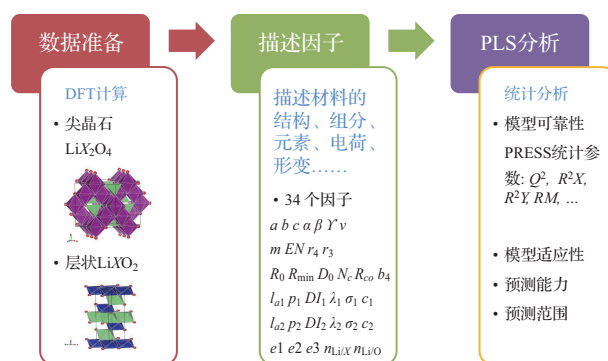 数据准备
描述因子
PLS分析
DFT计算
• 尖晶石
LiX₂O₄
• 层状LiXO₂
描述材料的
结构、组分、
元素、电荷、
形变……
• 34 个因子
a b c α β ϒ v
m EN r₄ r₃
R₀ Rmin D₀ Nc Rco b₄
la1 p₁ DI₁ λ₁ σ₁ c₁
la2 p₂ DI₂ λ₂ σ₂ c₂
e1 e2 e3 nLi/X nLi/O
统计分析
• 模型可靠性
PRESS统计参
数: Q², R²X,
R²Y, RM, ...
• 模型适应性
• 预测能力
• 预测范围